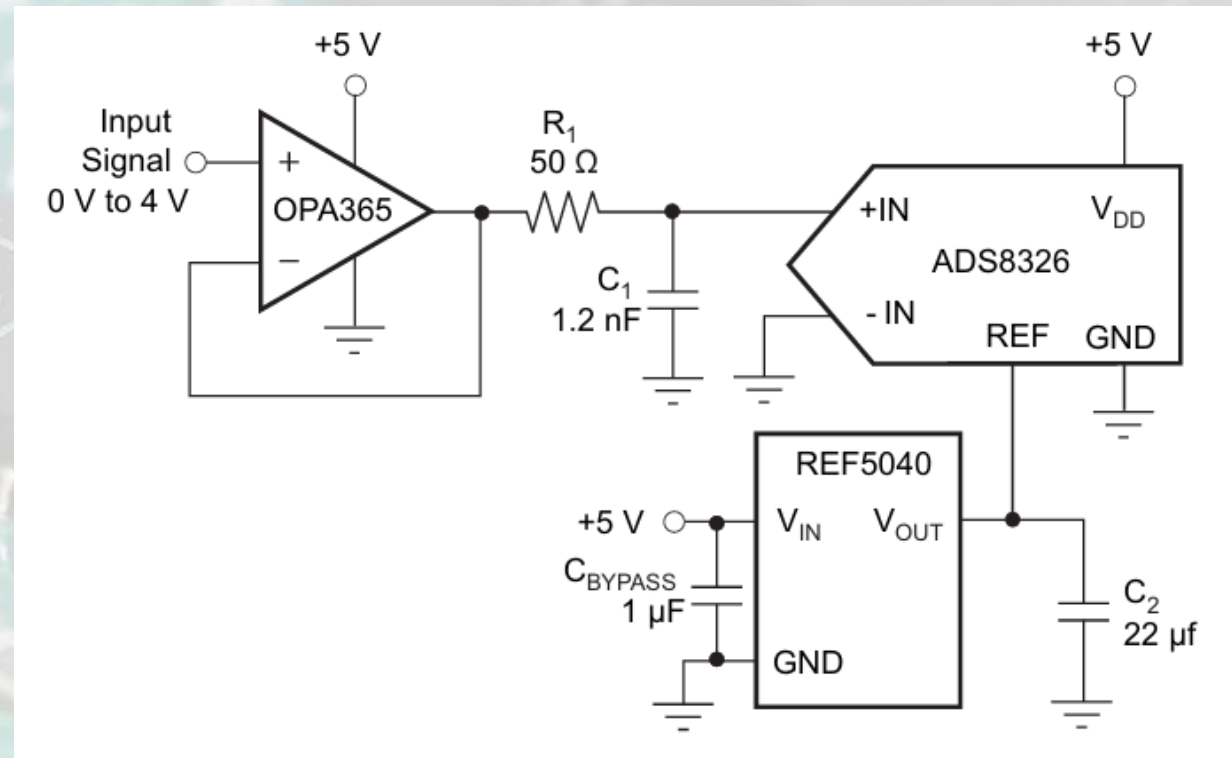 +5 V
+5 V
Input
Signal
0 V to 4 V
+
−
OPA365
R1
50 Ω
C1
1.2 nF
+IN
VDD
ADS8326
- IN
REF
GND
REF5040
+5 V
VIN
VOUT
CBYPASS
1 µF
GND
C2
22 µf